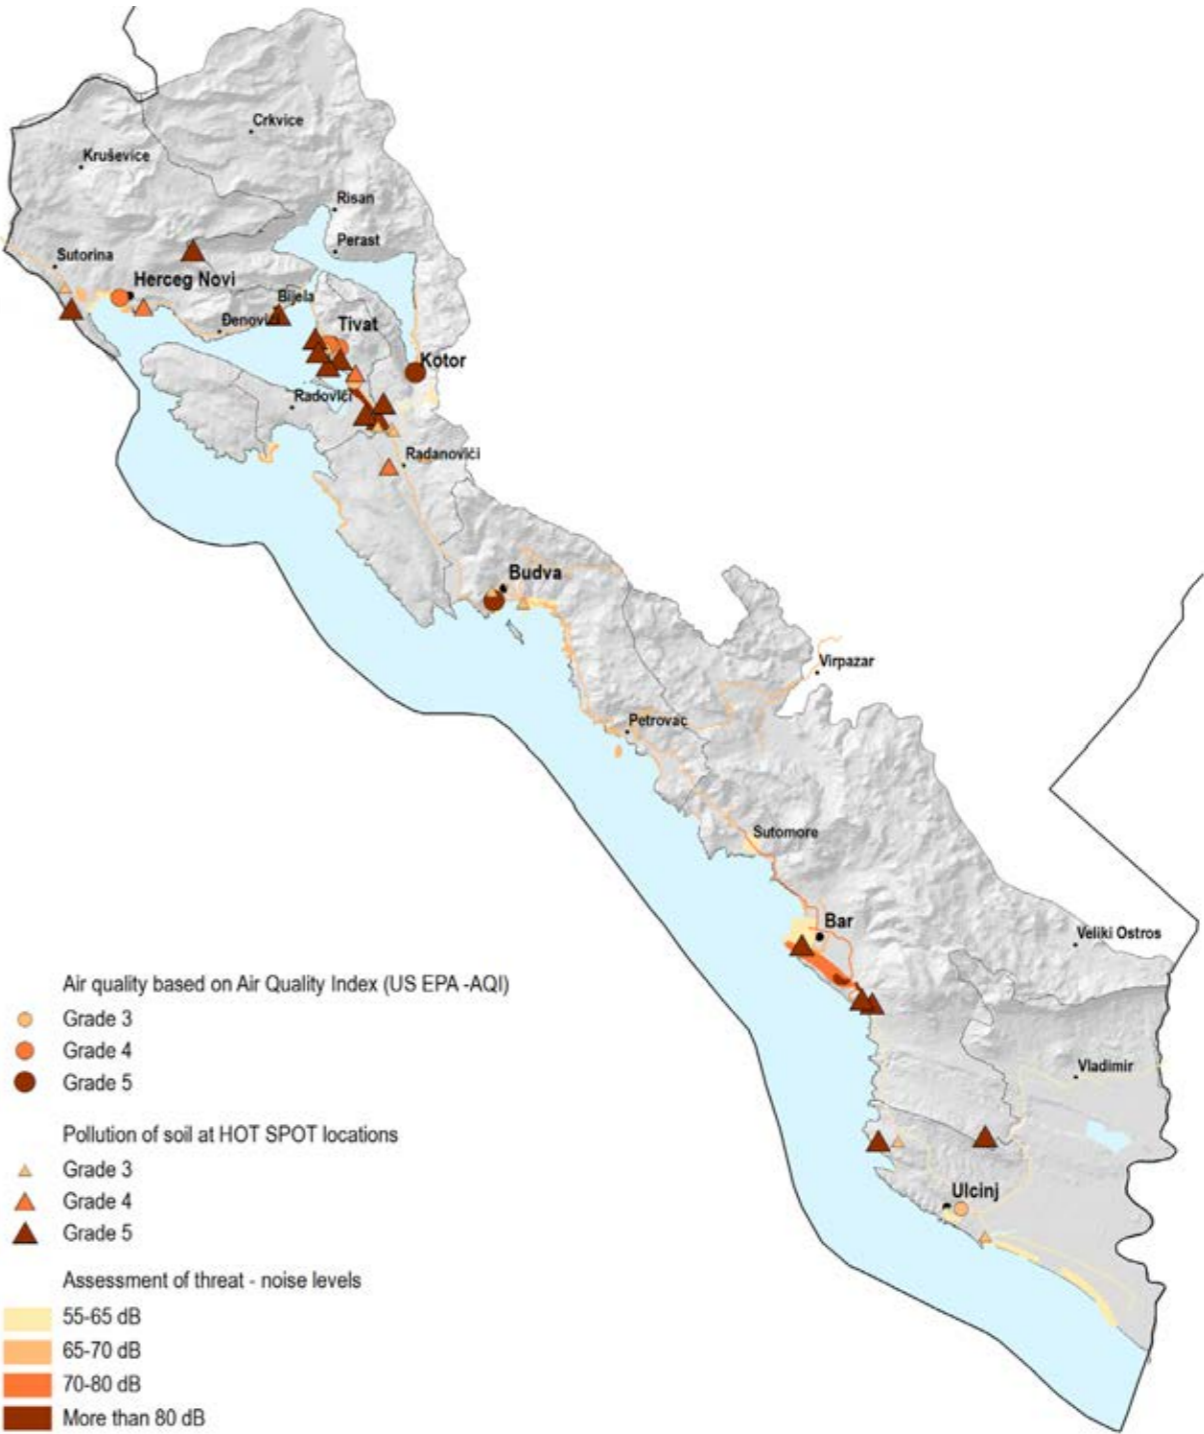 Crkvice
Kruševice
Risan
Perast
Sutorina
Herceg Novi
Bijela
Đenovići
Tivat
Kotor
Radovići
Radanovići
Budva
Virpazar
Petrovac
Sutomore
Bar
Veliki Ostros
Vladimir
Ulcinj
Air quality based on Air Quality Index (US EPA -AQI)
Grade 3
Grade 4
Grade 5
Pollution of soil at HOT SPOT locations
Grade 3
Grade 4
Grade 5
Assessment of threat - noise levels
55-65 dB
65-70 dB
70-80 dB
More than 80 dB